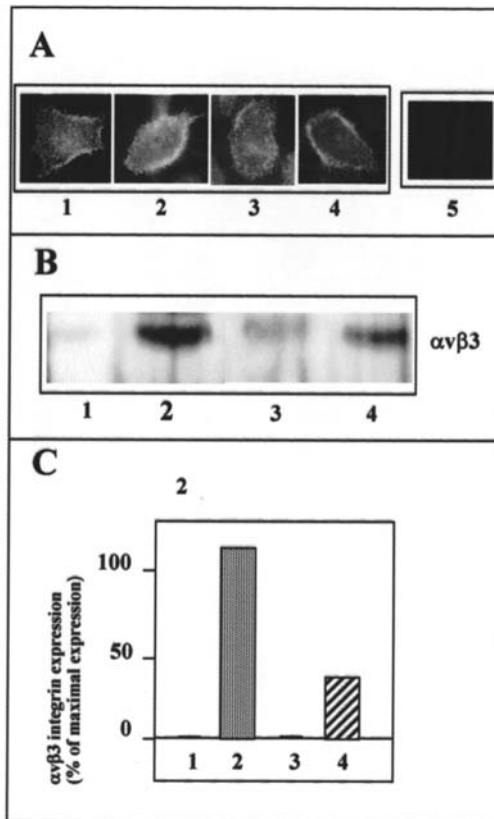 A
1 2 3 4 5
B
αvβ3
1 2 3 4
C
2
αvβ3 integrin expression
(% of maximal expression)
100
50
0
1 2 3 4